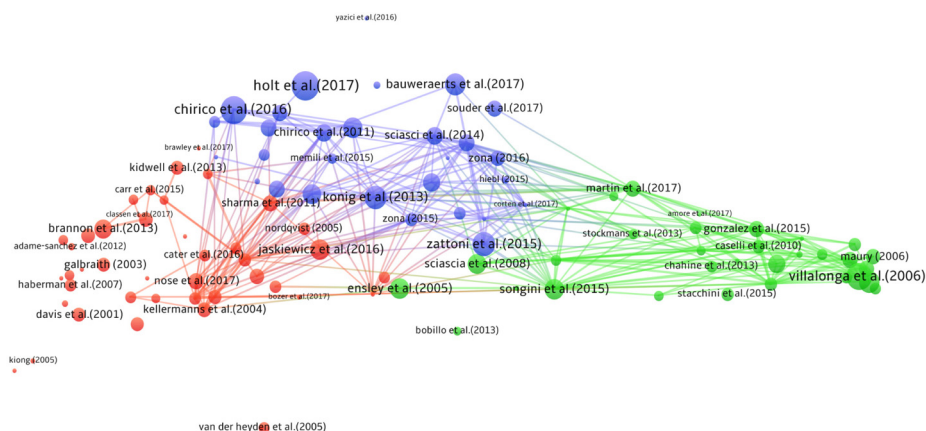 yazici et al.(2016)
holt et al.(2017)
bauweraerts et al.(2017)
chirico et al.(2016)
souder et al.(2017)
chirico et al.(2011)
sciasci et al.(2014)
brawley et al.(2017)
memili et al.(2015)
zona (2016)
kidwell et al.(2013)
hiebl (2015)
carr et al.(2015)
konig et al.(2013)
martin et al.(2017)
sharma et al.(2011)
corten et al.(2017)
classen et al.(2017)
zona (2015)
amore et al.(2017)
brannon et al.(2013)
nordqvist (2005)
stockmans et al.(2013)
gonzalez et al.(2015)
adame-sanchez et al.(2012)
jaskiewicz et al.(2016)
zattoni et al.(2015)
caselli et al.(2010)
cater et al.(2016)
maury (2006)
galbraith (2003)
sciascia et al.(2008)
chahine et al.(2013)
villalonga et al.(2006)
haberman et al.(2007)
nose et al.(2017)
ensley et al.(2005)
songini et al.(2015)
bozer et al.(2017)
stacchini et al.(2015)
davis et al.(2001)
kellermanns et al.(2004)
bobillo et al.(2013)
kiong(2005)
van der heyden et al.(2005)